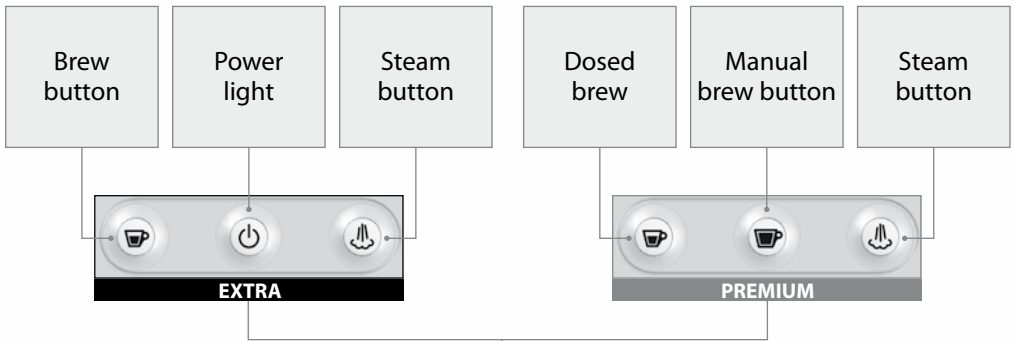 Brew
button
Power
light
Steam
button
Dosed
brew
Manual
brew button
Steam
button
EXTRA
PREMIUM